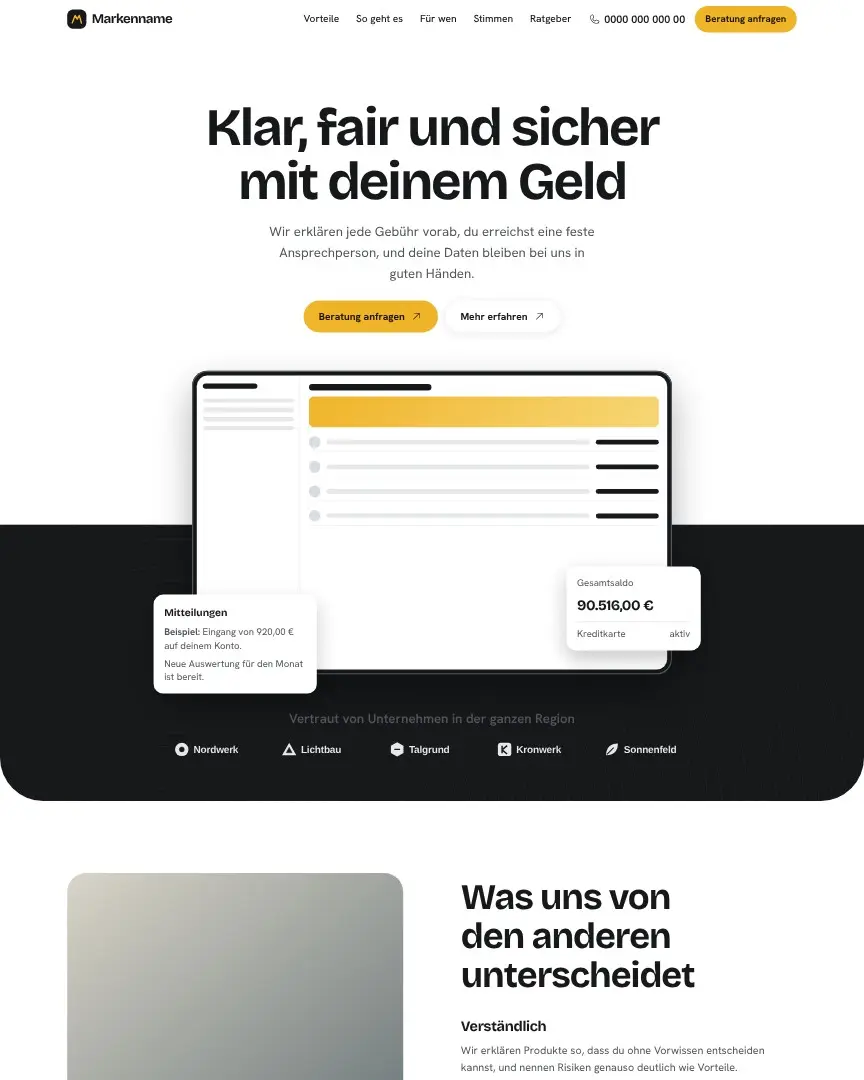 Markenname
Vorteile
So geht es
Für wen
Stimmen
Ratgeber
0000 000 000 00
Beratung anfragen
Klar, fair und sicher
mit deinem Geld
Wir erklären jede Gebühr vorab, du erreichst eine feste
Ansprechperson, und deine Daten bleiben bei uns in
guten Händen.
Beratung anfragen
Mehr erfahren
Gesamtsaldo
90.516,00 €
Kreditkarte aktiv
Mitteilungen
Beispiel: Eingang von 920,00 €
auf deinem Konto.
Neue Auswertung für den Monat
ist bereit.
Vertraut von Unternehmen in der ganzen Region
Nordwerk
Lichtbau
Talgrund
Kronwerk
Sonnenfeld
Was uns von
den anderen
unterscheidet
Verständlich
Wir erklären Produkte so, dass du ohne Vorwissen entscheiden
kannst, und nennen Risiken genauso deutlich wie Vorteile.